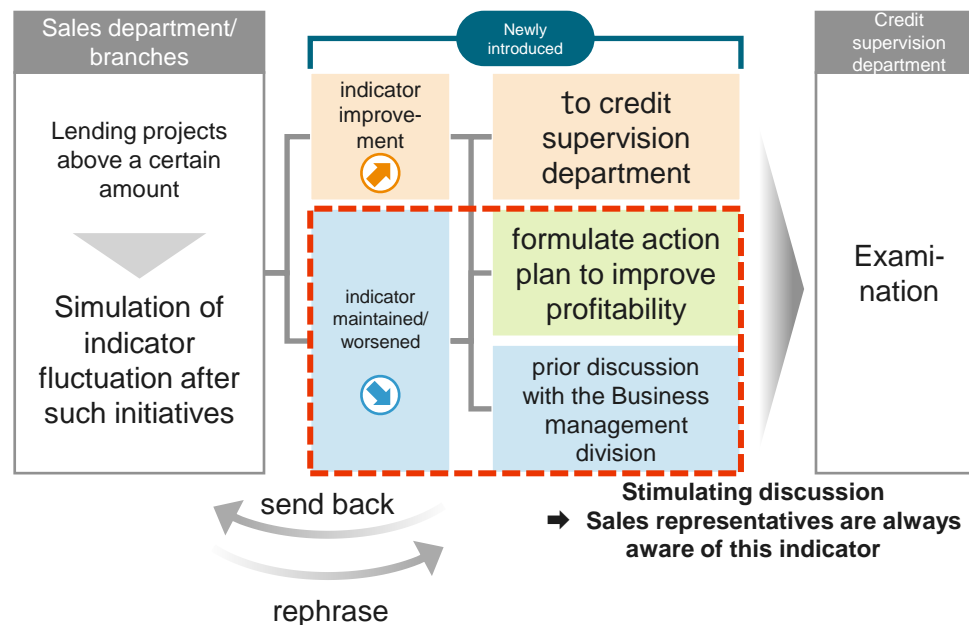 Sales department/
branches
Lending projects
above a certain
amount
Simulation of
indicator
fluctuation after
such initiatives
Newly
introduced
indicator
improve-
ment
to credit
supervision
department
indicator
maintained/
worsened
formulate action
plan to improve
profitability
prior discussion
with the Business
management
division
Credit
supervision
department
Exami-
nation
send back
rephrase
Stimulating discussion
➡ Sales representatives are always
aware of this indicator